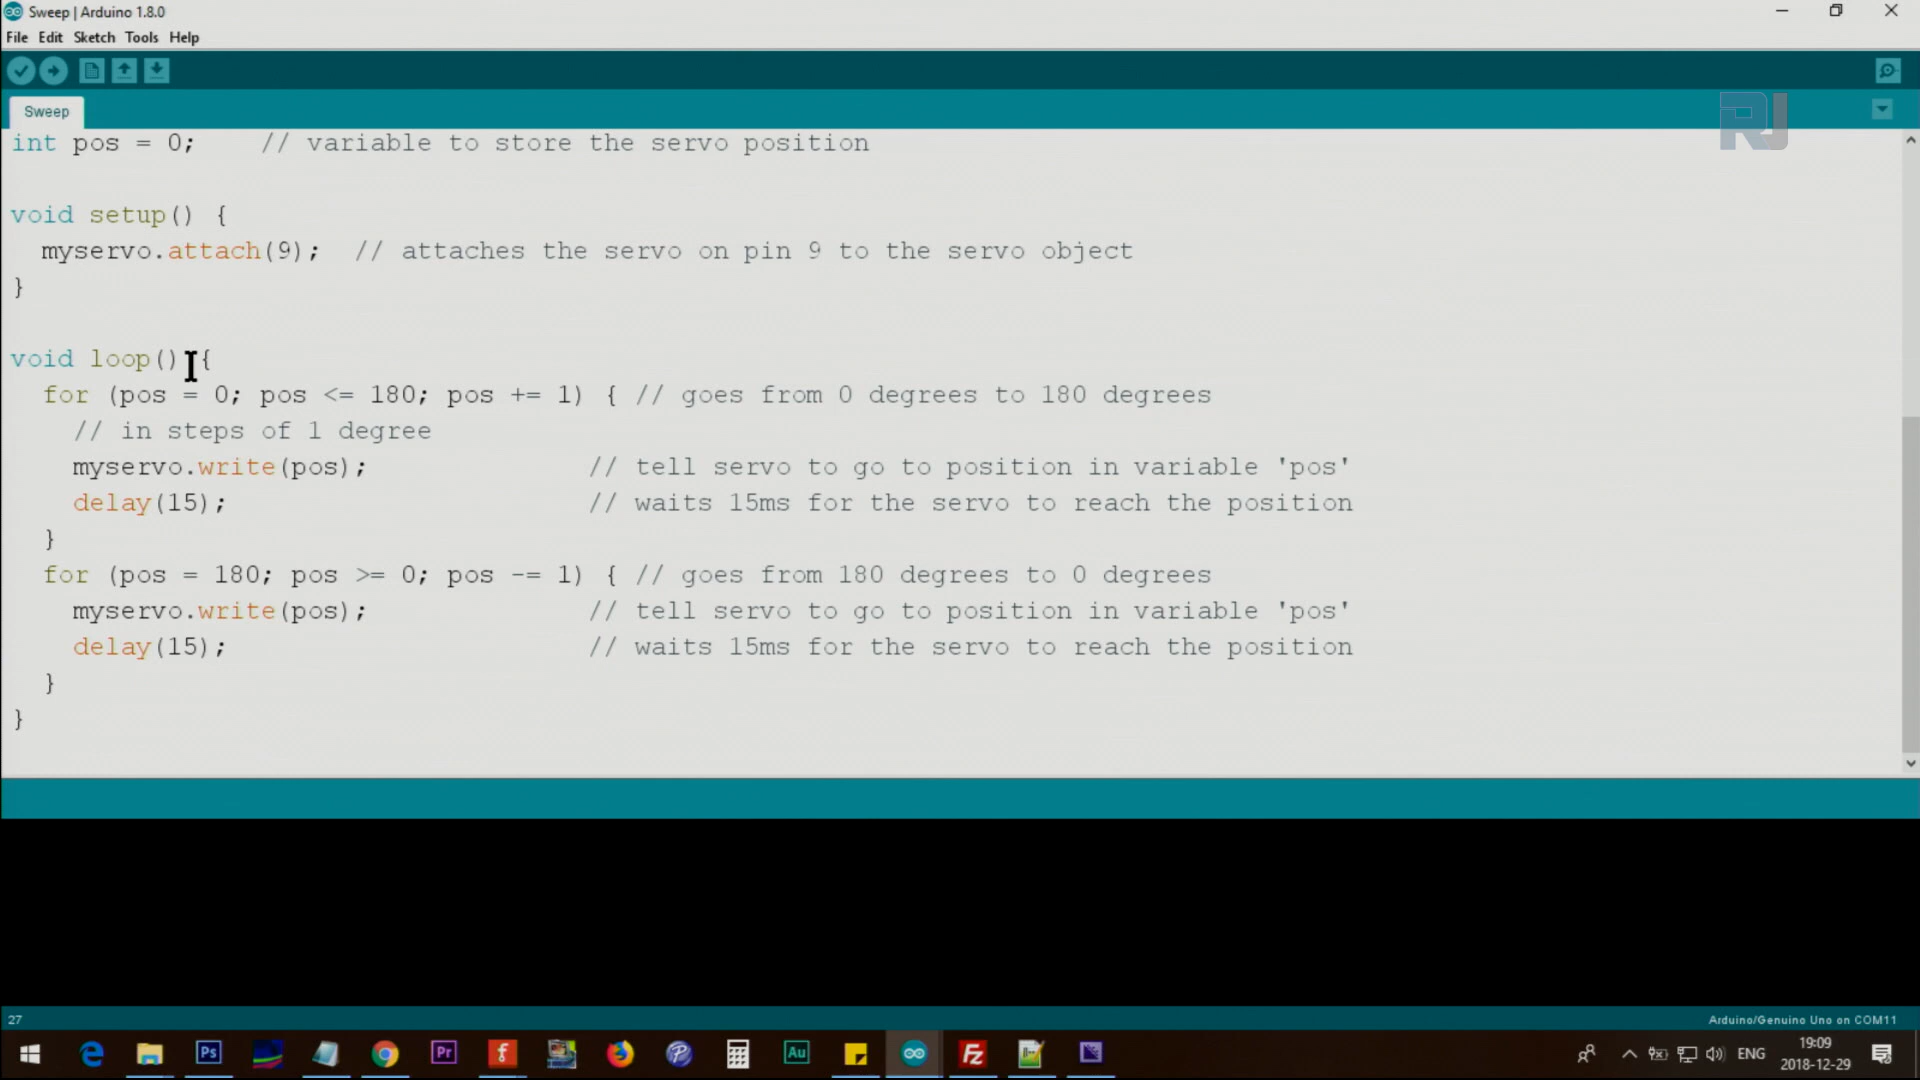 Sweep | Arduino 1.8.0
File Edit Sketch Tools Help
Sweep
RJ
int pos = 0;    // variable to store the servo position
void setup() {
  myservo.attach(9);  // attaches the servo on pin 9 to the servo object
}
void loop() {
  for (pos = 0; pos <= 180; pos += 1) { // goes from 0 degrees to 180 degrees
    // in steps of 1 degree
    myservo.write(pos);              // tell servo to go to position in variable 'pos'
    delay(15);                       // waits 15ms for the servo to reach the position
  }
  for (pos = 180; pos >= 0; pos -= 1) { // goes from 180 degrees to 0 degrees
    myservo.write(pos);              // tell servo to go to position in variable 'pos'
    delay(15);                       // waits 15ms for the servo to reach the position
  }
}
27
Arduino/Genuino Uno on COM11
Ps
Pr
f
P
Au
Fz
ENG
19:09
2018-12-29